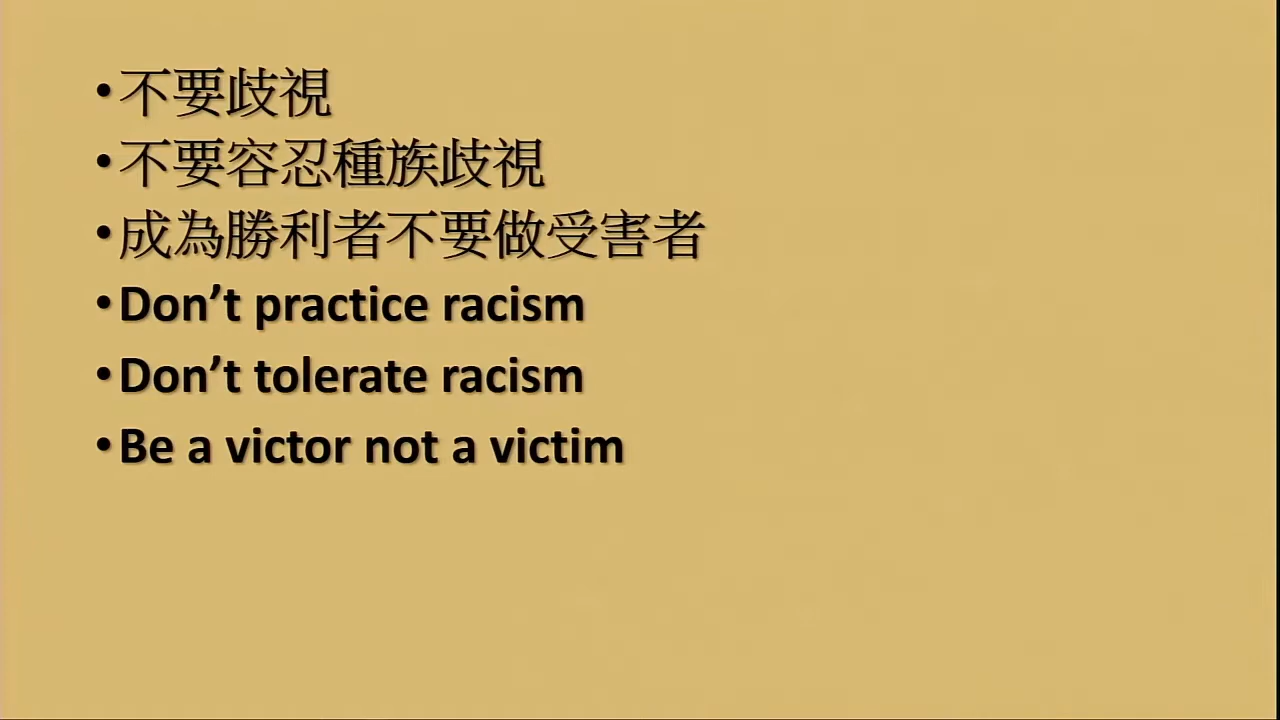 •不要歧視
•不要容忍種族歧視
•成為勝利者不要做受害者
•Don’t practice racism
•Don’t tolerate racism
•Be a victor not a victim